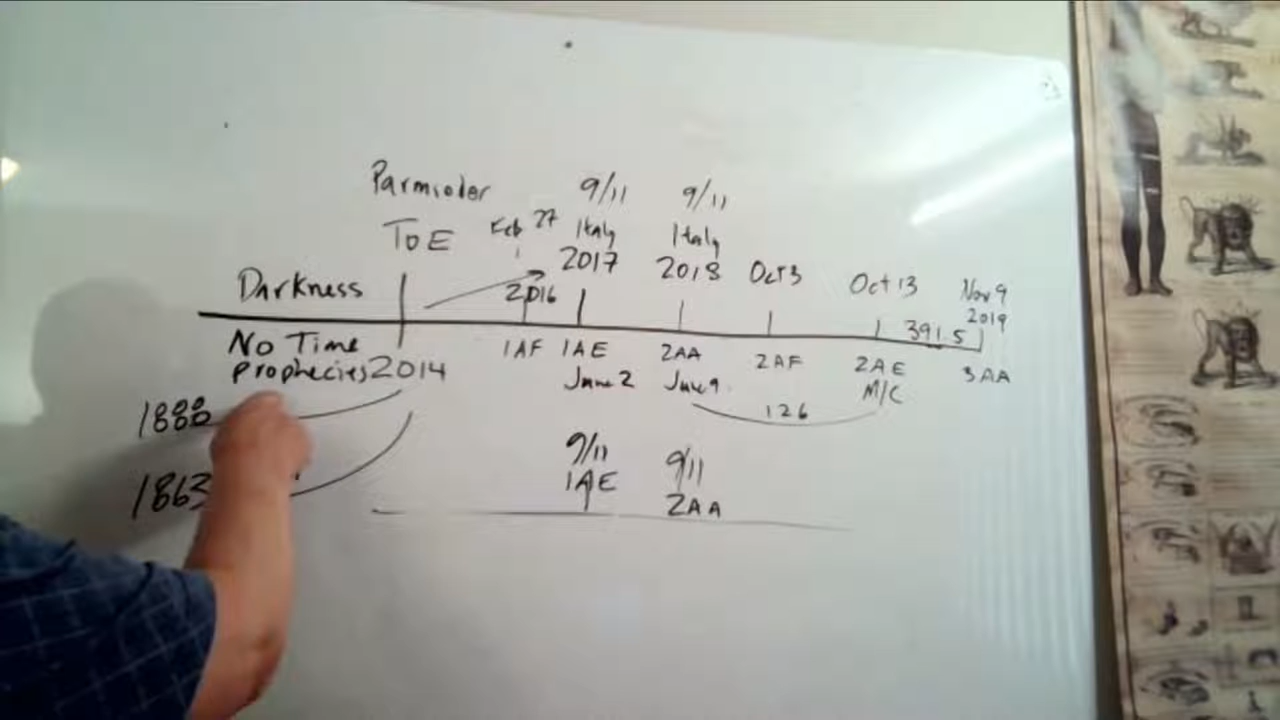 Parminder
TOE
Feb 27
9/11
Italy
2017
9/11
Italy
2018
Oct 3
Oct 13
Nov 9
2019
Darkness
2016
391.5
No Time
prophecies
2014
1AF
1AE
June 2
2AA
June 9
2AF
2AE
M/C
3AA
1888
126
9/11
1AE
9/11
2AA
1863